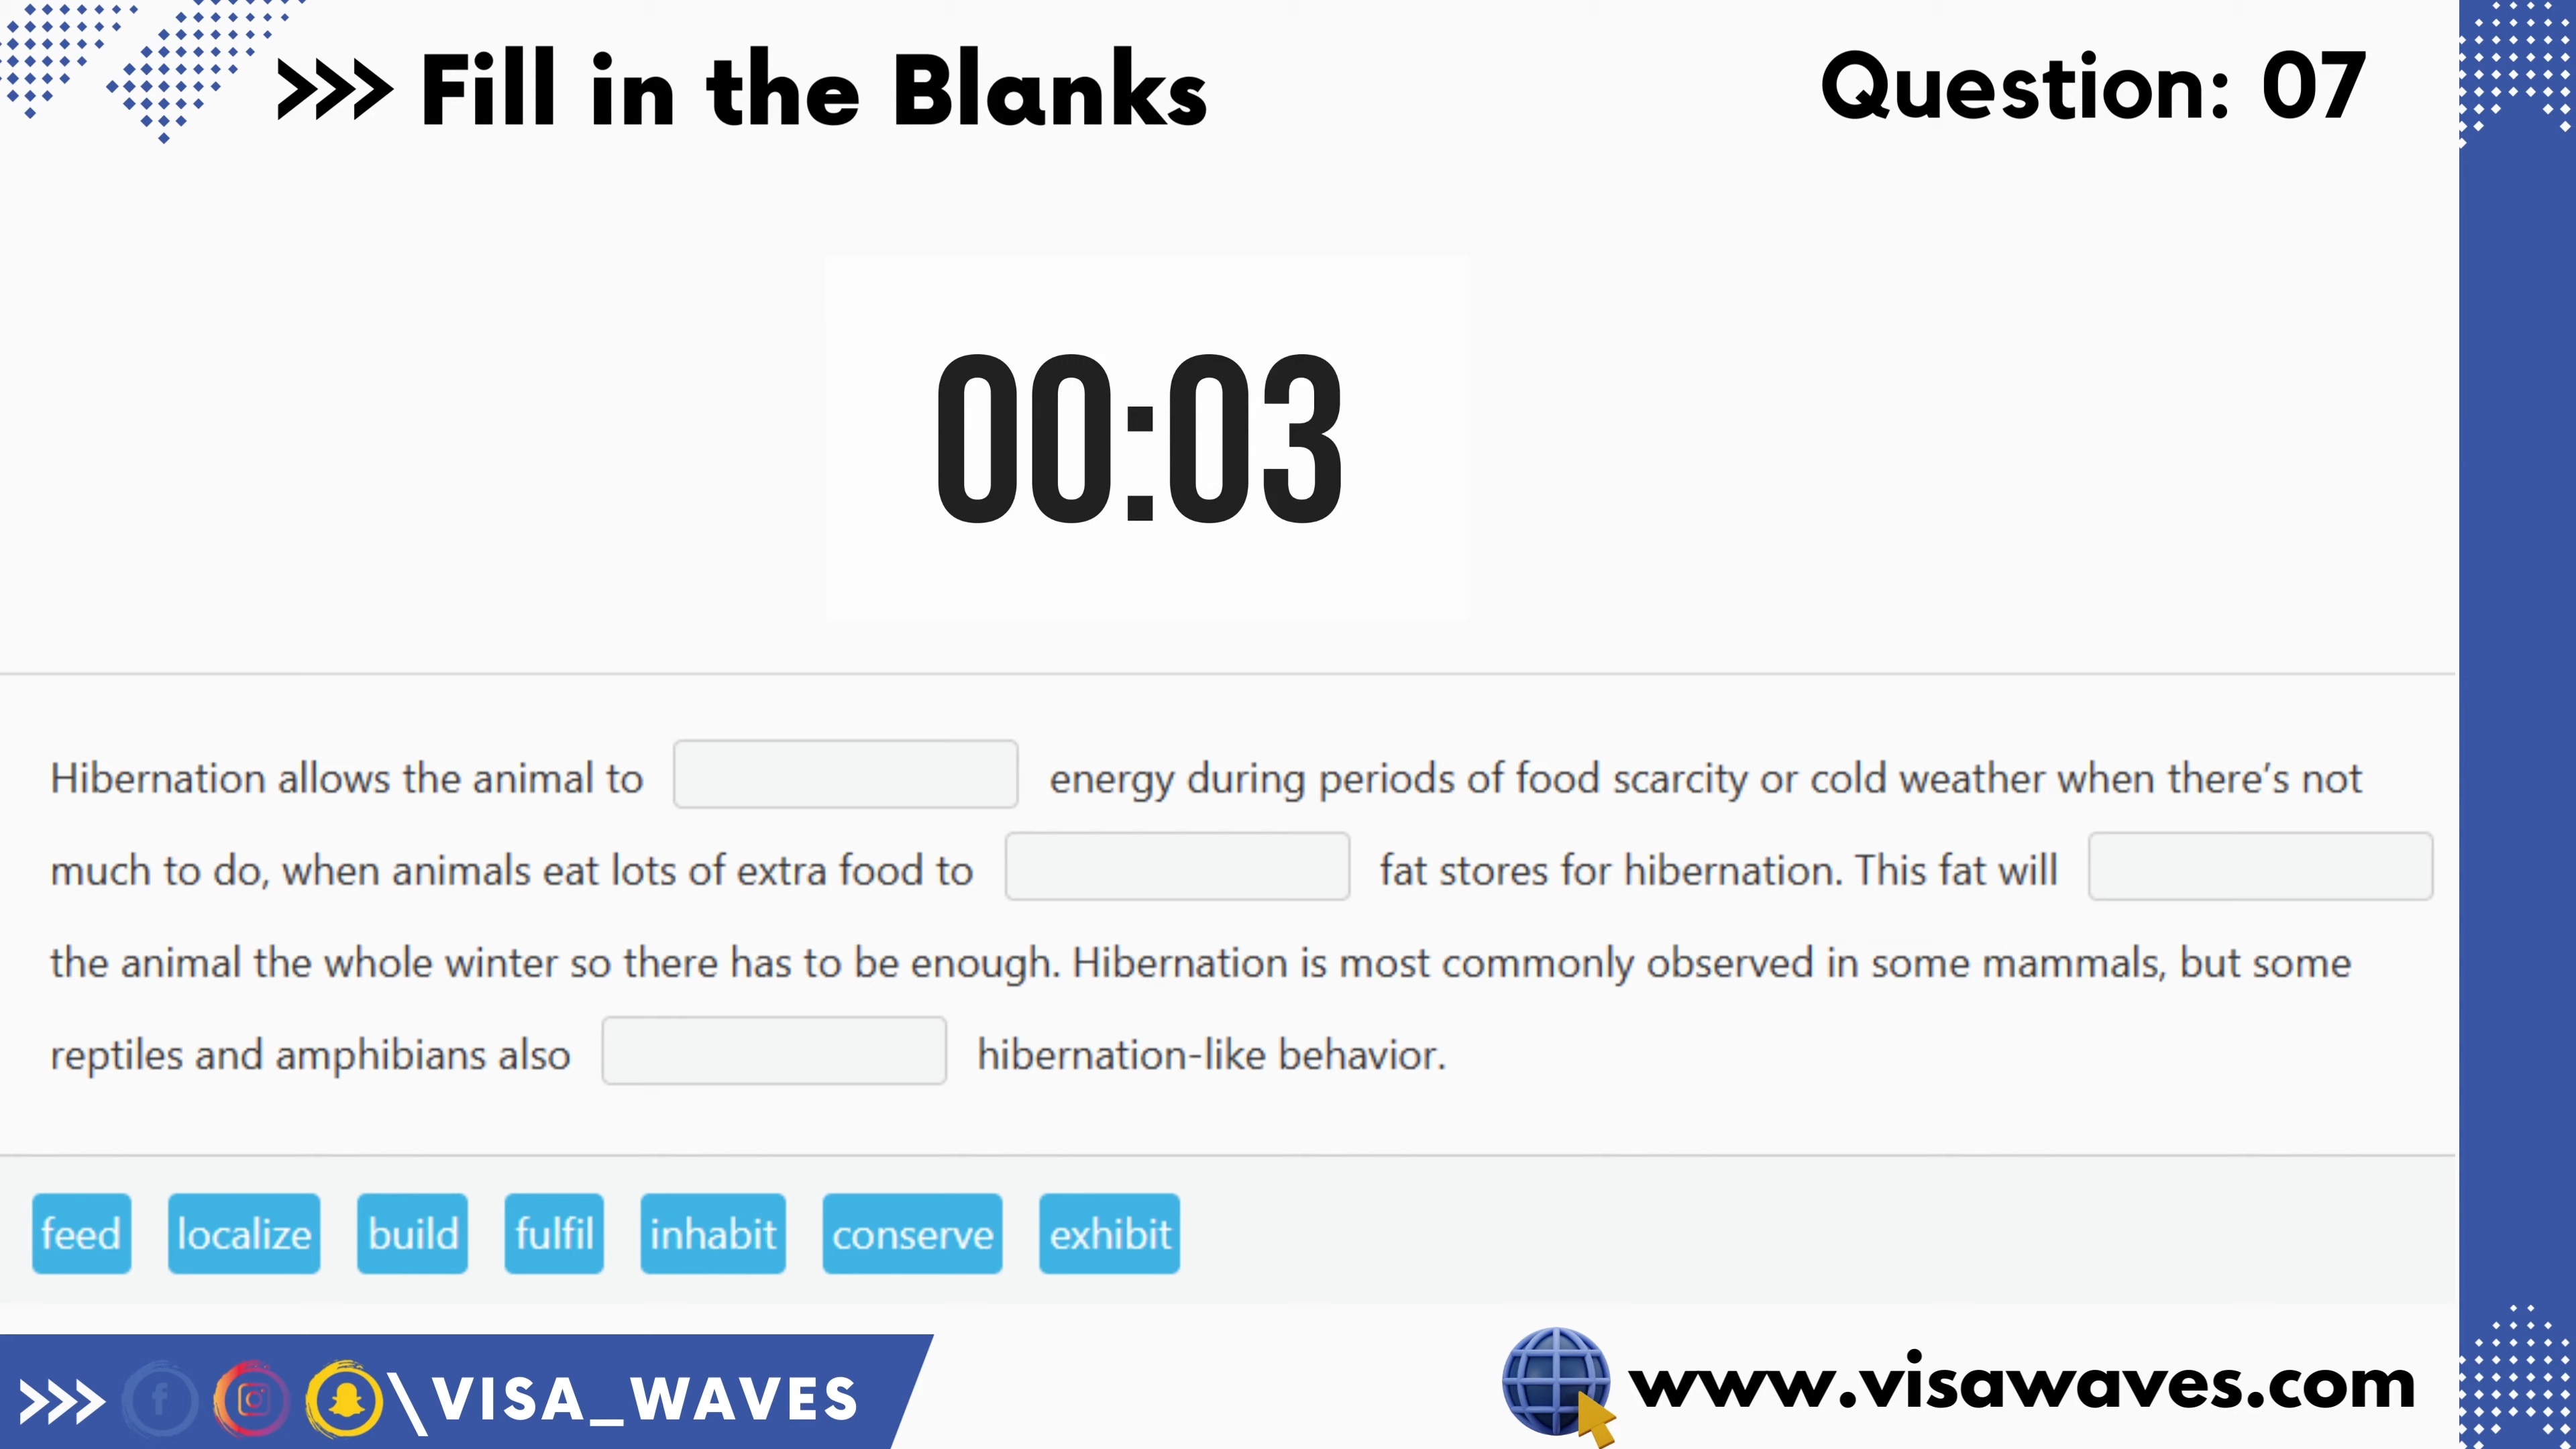 >>> Fill in the Blanks
Question: 07
00:03
Hibernation allows the animal to energy during periods of food scarcity or cold weather when there's not
much to do, when animals eat lots of extra food to fat stores for hibernation. This fat will
the animal the whole winter so there has to be enough. Hibernation is most commonly observed in some mammals, but some
reptiles and amphibians also hibernation-like behavior.
feed localize build fulfil inhabit conserve exhibit
>>> \VISA_WAVES
www.visawaves.com